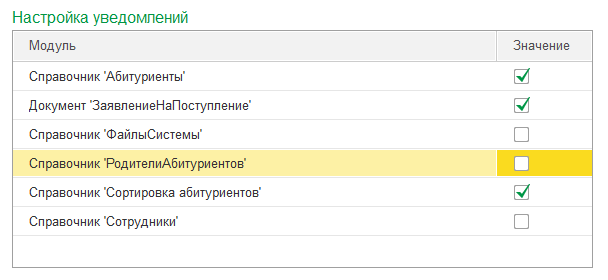 Настройка уведомлений
Модуль Значение
Справочник 'Абитуриенты'
Документ 'ЗаявлениеНаПоступление'
Справочник 'ФайлыСистемы'
Справочник 'РодителиАбитуриентов'
Справочник 'Сортировка абитуриентов'
Справочник 'Сотрудники'